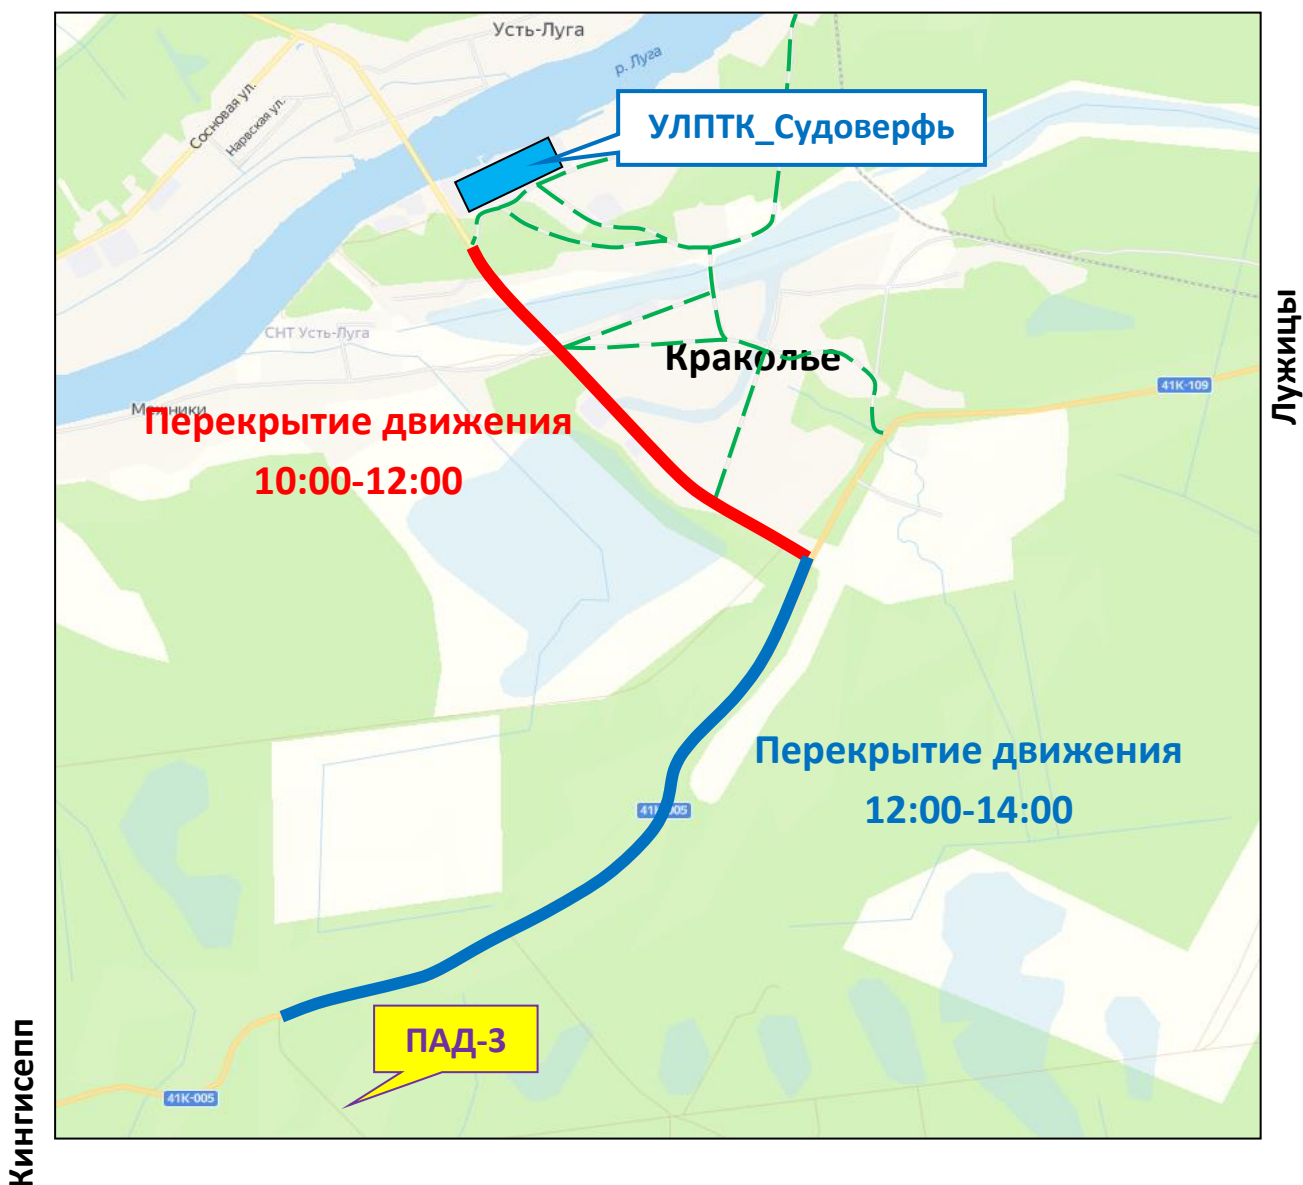 Усть-Луга
р. Луга
Сосновая ул.
Нарвская ул.
УЛПТК_Судоверфь
СНТ Усть-Луга
Краколье
Лужицы
41К-109
Межники
Перекрытие движения
10:00-12:00
Перекрытие движения
12:00-14:00
41К-005
ПАД-3
41К-005
Кингисепп